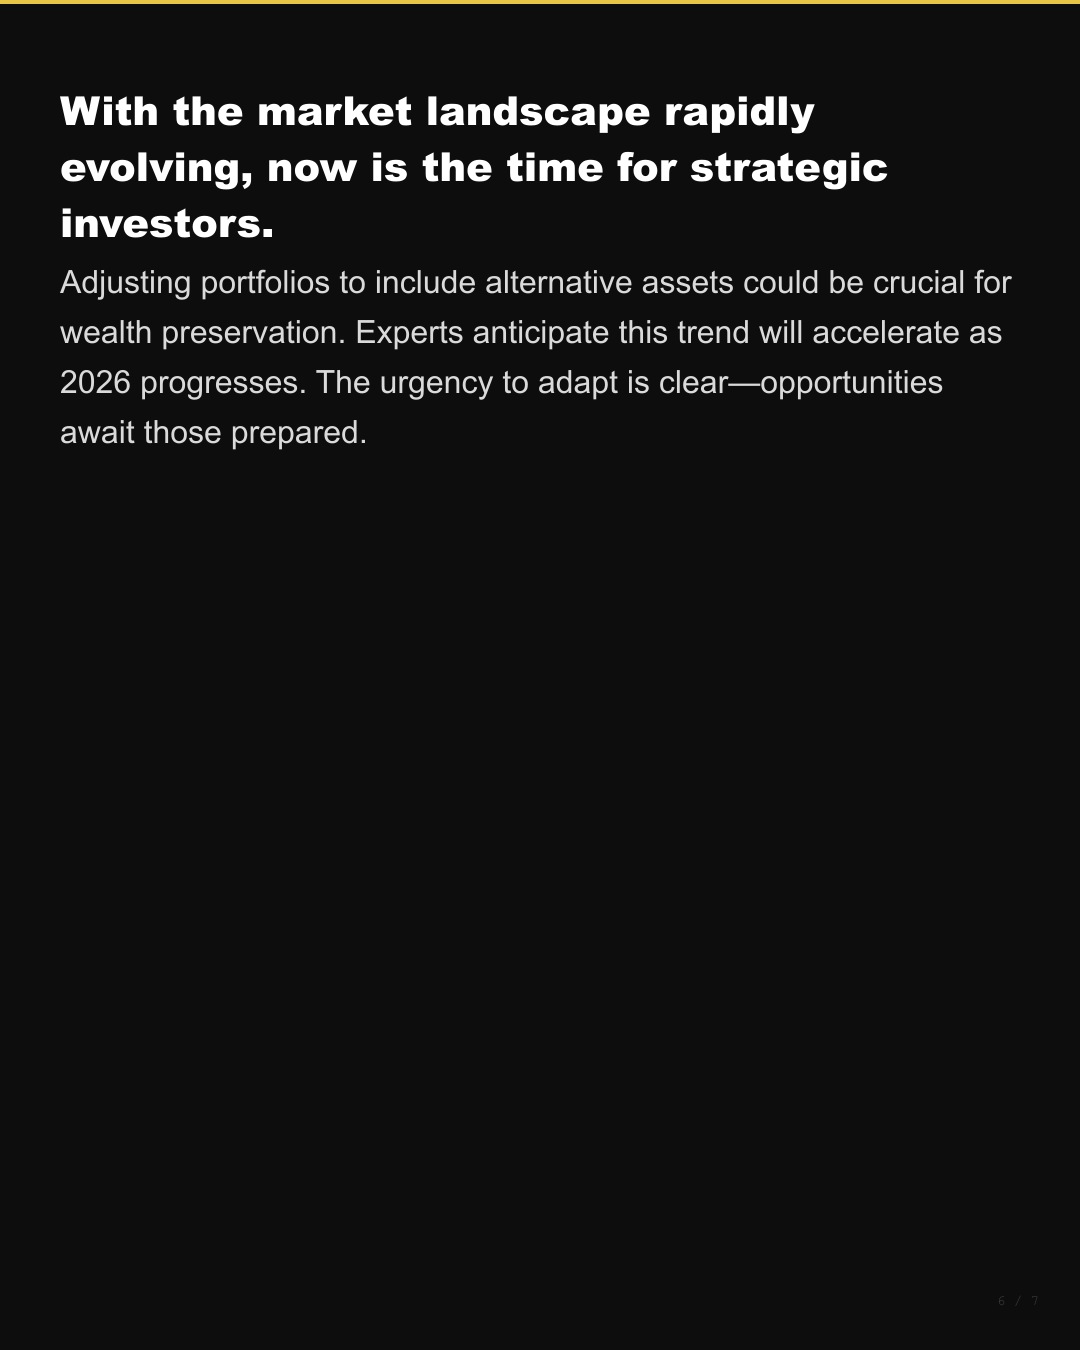 With the market landscape rapidly
evolving, now is the time for strategic
investors.
Adjusting portfolios to include alternative assets could be crucial for
wealth preservation. Experts anticipate this trend will accelerate as
2026 progresses. The urgency to adapt is clear—opportunities
await those prepared.
6 / 7